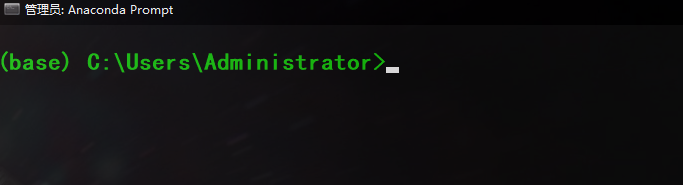 管理员: Anaconda Prompt
(base) C:\Users\Administrator>